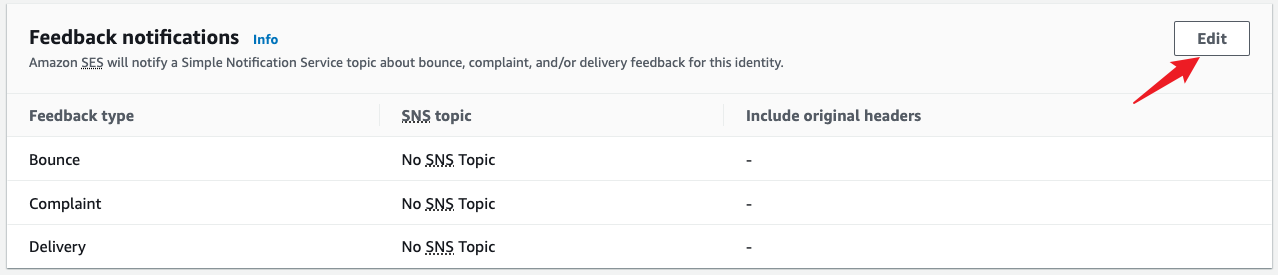 Feedback notifications Info
Edit
Amazon SES will notify a Simple Notification Service topic about bounce, complaint, and/or delivery feedback for this identity.
Feedback type SNS topic Include original headers
Bounce No SNS Topic -
Complaint No SNS Topic -
Delivery No SNS Topic -